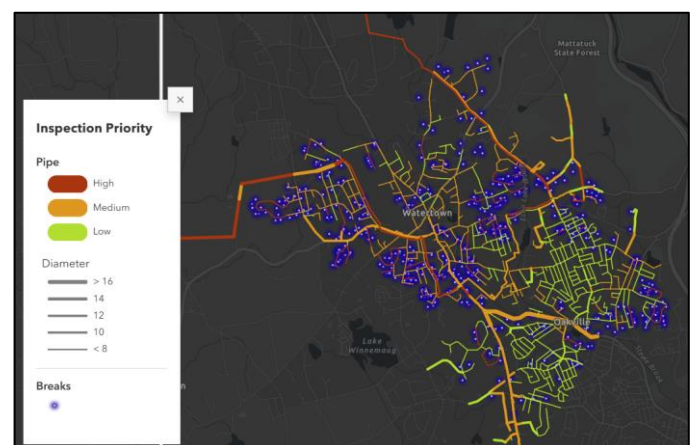 Mattatuck
State Forest
×
Inspection Priority
Pipe
High
Medium
Low
Diameter
> 16
14
12
10
< 8
Breaks
Watertown
Oakville
Lake
Winnemaug
n